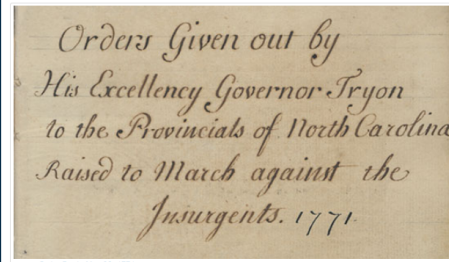 Orders Given out by
His Excellency Governor Tryon
to the Provincials of North Carolina
Raised to March against the
Insurgents. 1771.